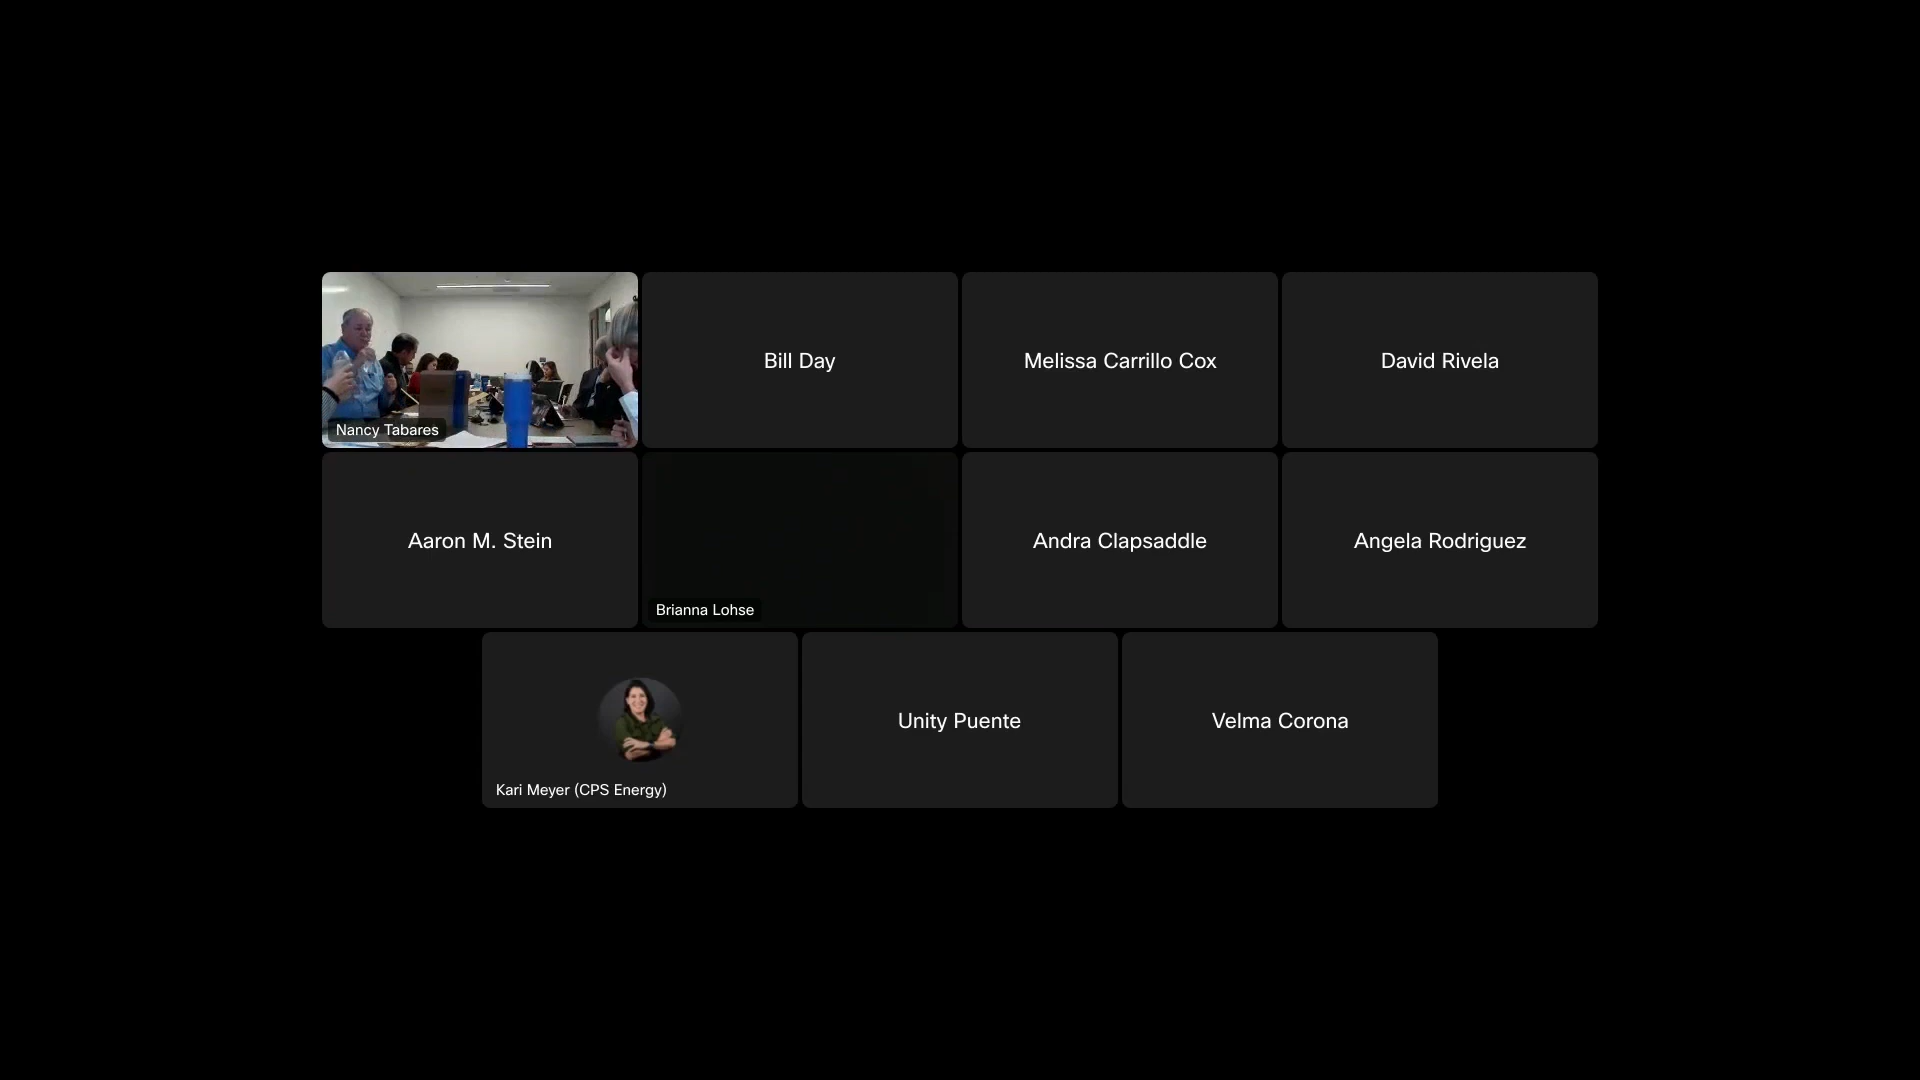 Nancy Tabares
Bill Day
Melissa Carrillo Cox
David Rivela
Aaron M. Stein
Brianna Lohse
Andra Clapsaddle
Angela Rodriguez
Kari Meyer (CPS Energy)
Unity Puente
Velma Corona